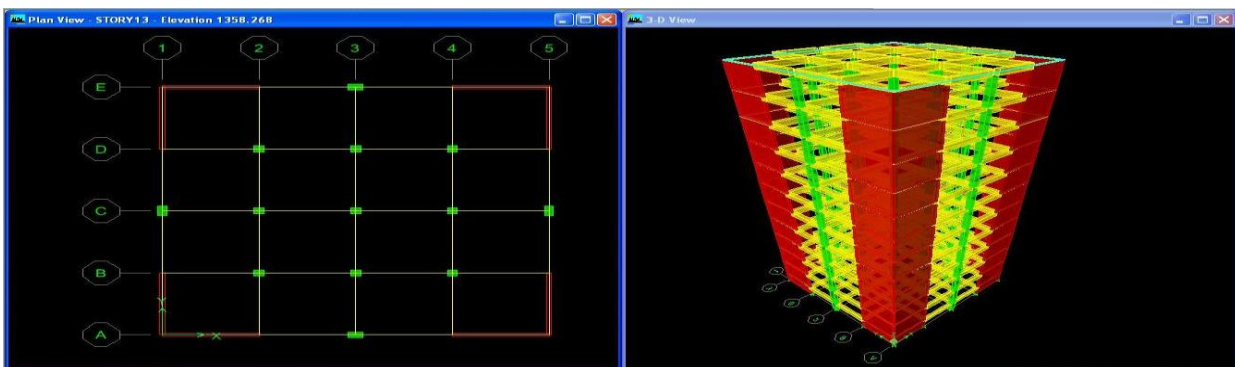 Plan View - STORY13 - Elevation 1358.268
3-D View
1 2 3 4 5
E
D
C
B
A
Y
X